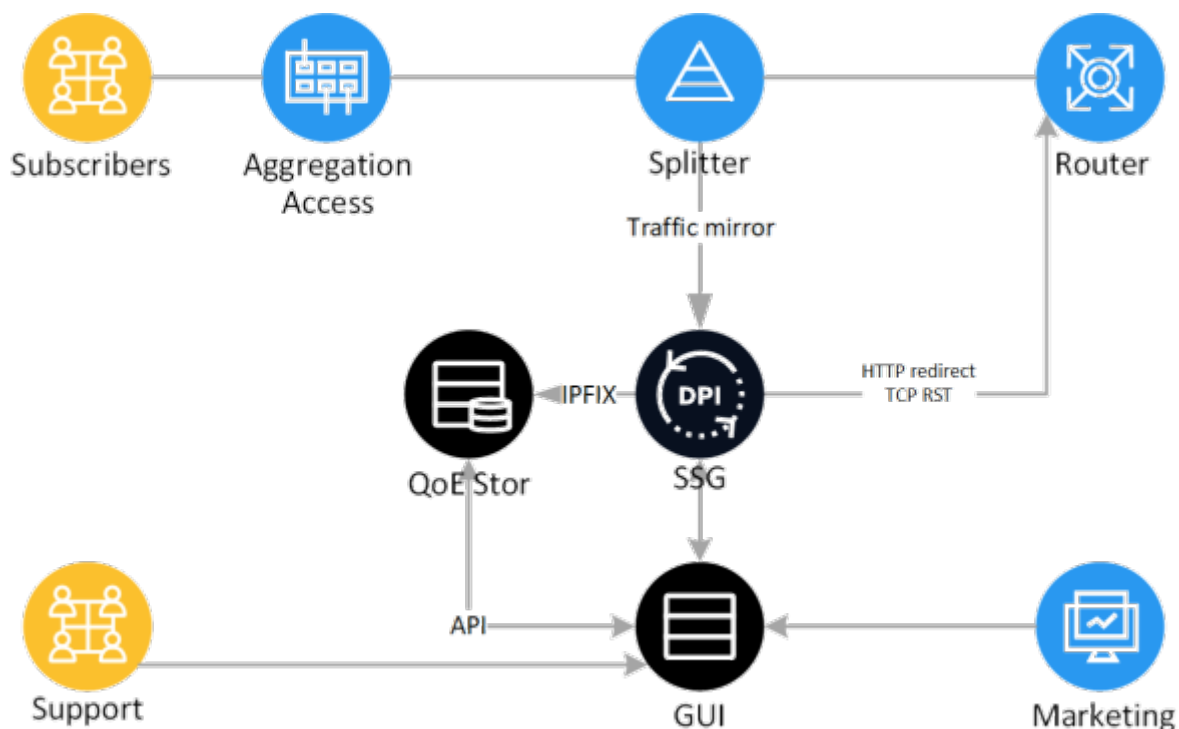 Subscribers
Aggregation
Access
Splitter
Router
Traffic mirror
HTTP redirect
TCP RST
IPFIX
DPI
QoE Stor
SSG
API
Support
GUI
Marketing